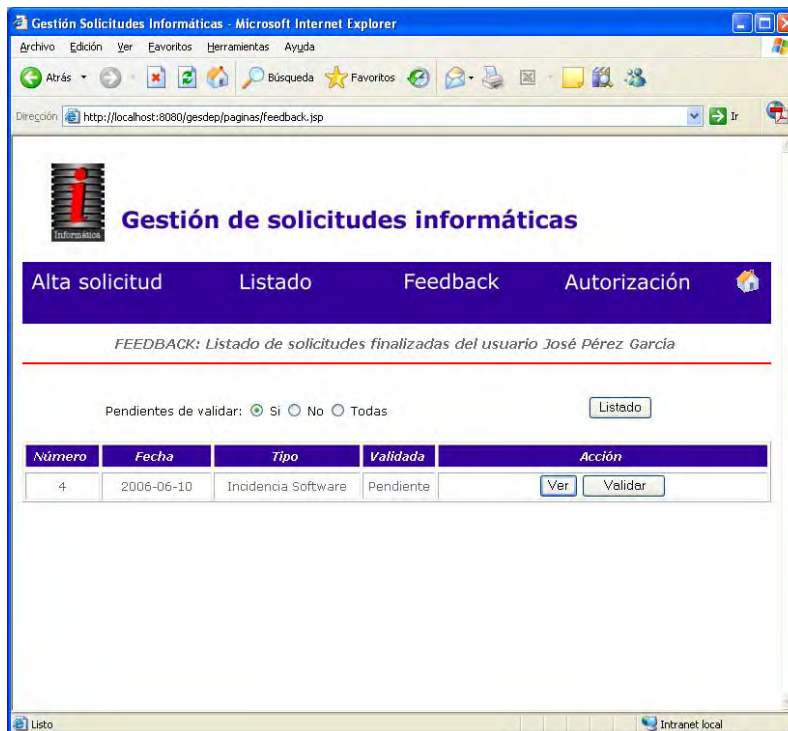 Gestión Solicitudes Informáticas - Microsoft Internet Explorer
Archivo Edición Ver Favoritos Herramientas Ayuda
Atrás Búsqueda Favoritos
Dirección http://localhost:8080/gesdep/paginas/feedback.jsp Ir
Informática
Gestión de solicitudes informáticas
Alta solicitud Listado Feedback Autorización
FEEDBACK: Listado de solicitudes finalizadas del usuario José Pérez García
Pendientes de validar: Si No Todas Listado
Número Fecha Tipo Validada Acción
4 2006-06-10 Incidencia Software Pendiente Ver Validar
Listo Intranet local